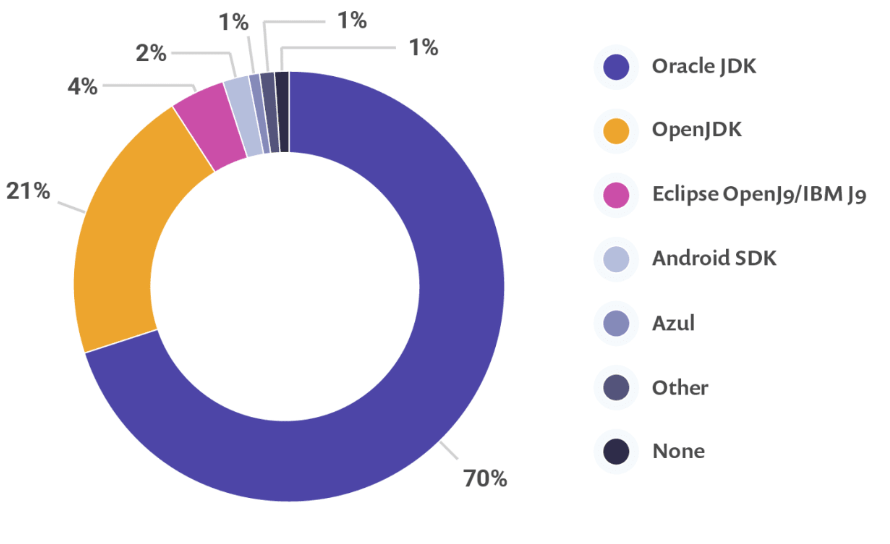 1%
1%
2%
1%
4%
21%
70%
Oracle JDK
OpenJDK
Eclipse OpenJ9/IBM J9
Android SDK
Azul
Other
None